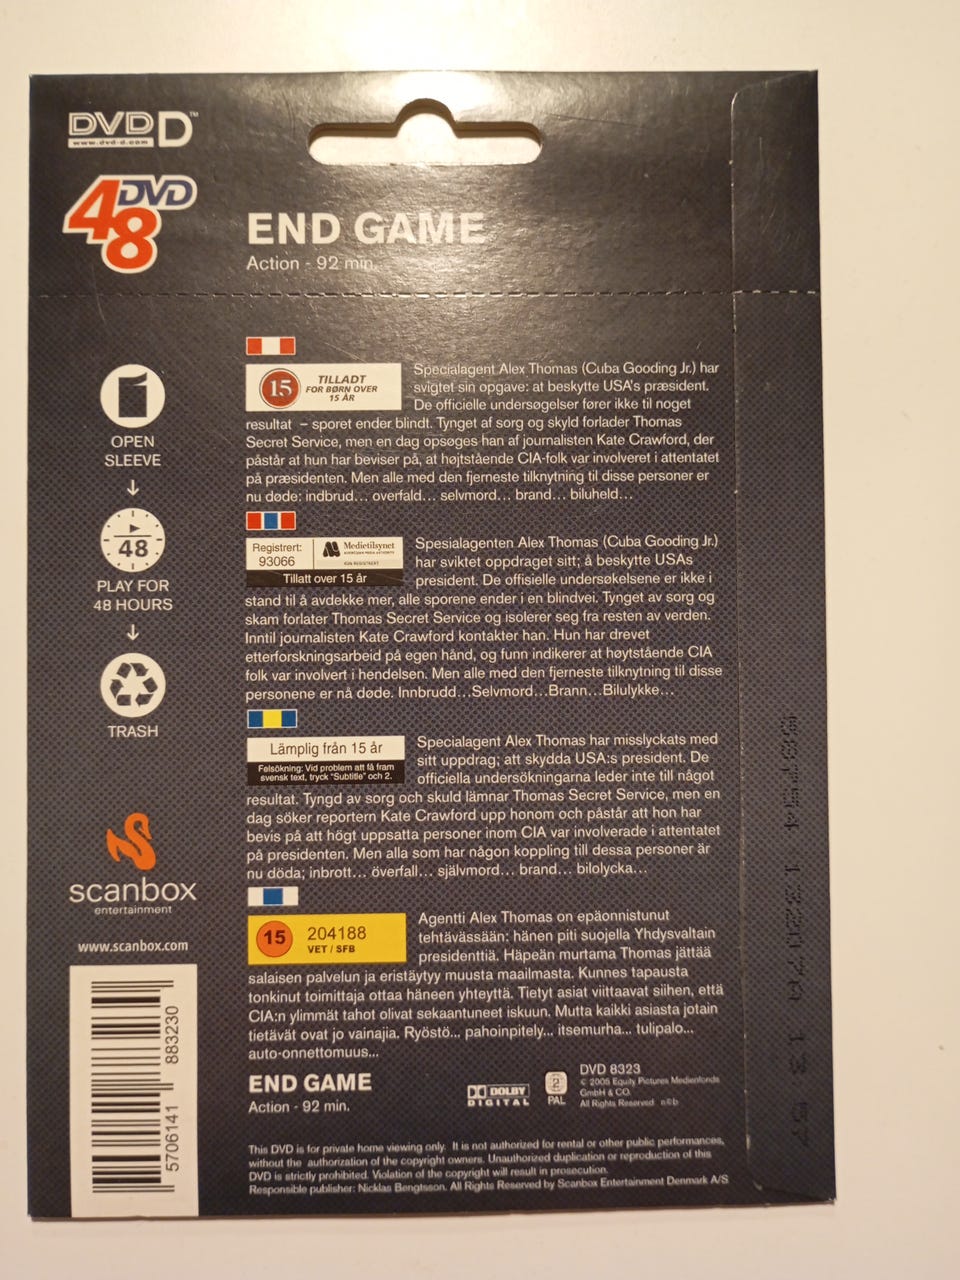 DVD D™
www.dvd-d.com
48 DVD
END GAME
Action - 92 min.
OPEN
SLEEVE
48
PLAY FOR
48 HOURS
TRASH
scanbox
entertainment
www.scanbox.com
5706141 883230
15 TILLADT
FOR BØRN OVER
15 ÅR
Specialagent Alex Thomas (Cuba Gooding Jr.) har
svigtet sin opgave: at beskytte USA's præsident.
De officielle undersøgelser fører ikke til noget
resultat – sporet ender blindt. Tynget af sorg og skyld forlader Thomas
Secret Service, men en dag opsøges han af journalisten Kate Crawford, der
påstår at hun har beviser på, at højtstående CIA-folk var involveret i attentatet
på præsidenten. Men alle med den fjerneste tilknytning til disse personer er
nu døde: indbrud... overfald... selvmord... brand... biluheld...
Registrert:
93066
Medietilsynet
Tillatt over 15 år
Spesialagenten Alex Thomas (Cuba Gooding Jr.)
har sviktet oppdraget sitt; å beskytte USAs
president. De offisielle undersøkelsene er ikke i
stand til å avdekke mer, alle sporene ender i en blindvei. Tynget av sorg og
skam forlater Thomas Secret Service og isolerer seg fra resten av verden.
Inntil journalisten Kate Crawford kontakter han. Hun har drevet
etterforskningsarbeid på egen hånd, og funn indikerer at høytstående CIA
folk var involvert i hendelsen. Men alle med den fjerneste tilknytning til disse
personene er nå døde. Innbrudd...Selvmord...Brann...Bilulykke...
Lämplig från 15 år
Felsökning: Vid problem att få fram
svensk text, tryck "Subtitle" och 2.
Specialagent Alex Thomas har misslyckats med
sitt uppdrag; att skydda USA:s president. De
officiella undersökningarna leder inte till något
resultat. Tyngd av sorg och skuld lämnar Thomas Secret Service, men en
dag söker reportern Kate Crawford upp honom och påstår att hon har
bevis på att högt uppsatta personer inom CIA var involverade i attentatet
på presidenten. Men alla som har någon koppling till dessa personer är
nu döda; inbrott... överfall... självmord... brand... bilolycka...
15 204188
VET / SFB
Agentti Alex Thomas on epäonnistunut
tehtävässään: hänen piti suojella Yhdysvaltain
presidenttiä. Häpeän murtama Thomas jättää
salaisen palvelun ja eristäytyy muusta maailmasta. Kunnes tapausta
tonkinut toimittaja ottaa häneen yhteyttä. Tietyt asiat viittaavat siihen, että
CIA:n ylimmät tahot olivat sekaantuneet iskuun. Mutta kaikki asiasta jotain
tietävät ovat jo vainajia. Ryöstö... pahoinpitely... itsemurha... tulipalo...
auto-onnettomuus...
END GAME
Action - 92 min.
DOLBY
DIGITAL
2
PAL
DVD 8323
© 2005 Equity Pictures Medienfonds
GmbH & CO.
All Rights Reserved ncb
This DVD is for private home viewing only. It is not authorized for rental or other public performances,
without the authorization of the copyright owners. Unauthorized duplication or reproduction of this
DVD is strictly prohibited. Violation of the copyright will result in prosecution.
Responsible publisher: Nicklas Bengtsson. All Rights Reserved by Scanbox Entertainment Denmark A/S